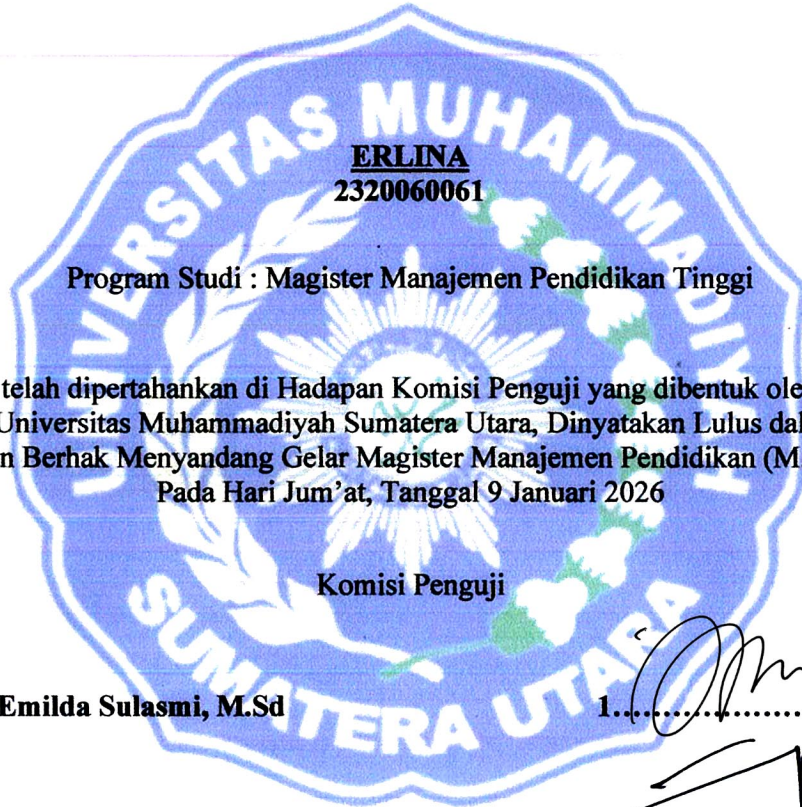 UNIVERSITAS MUHAMMADIYAH
ERLINA
2320060061
Program Studi : Magister Manajemen Pendidikan Tinggi
telah dipertahankan di Hadapan Komisi Penguji yang dibentuk ole
Universitas Muhammadiyah Sumatera Utara, Dinyatakan Lulus dal
n Berhak Menyandang Gelar Magister Manajemen Pendidikan (M
Pada Hari Jum'at, Tanggal 9 Januari 2026
Komisi Penguji
Emilda Sulasmi, M.Sd 1....................
SUMATERA UTARA